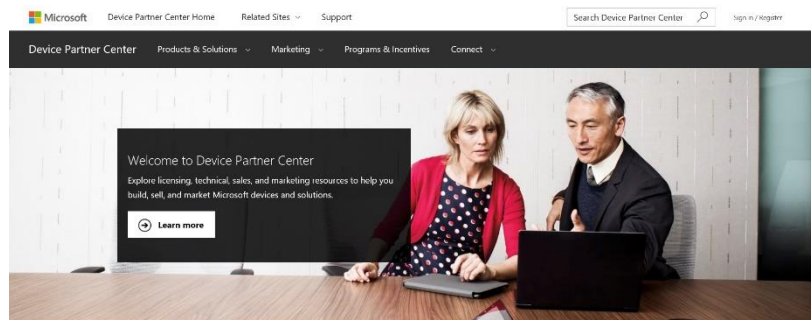 Microsoft Device Partner Center Home Related Sites Support Search Device Partner Center Sign in / Register
Device Partner Center Products & Solutions Marketing Programs & Incentives Connect
Welcome to Device Partner Center
Explore licensing, technical, sales, and marketing resources to help you
build, sell, and market Microsoft devices and solutions.
Learn more